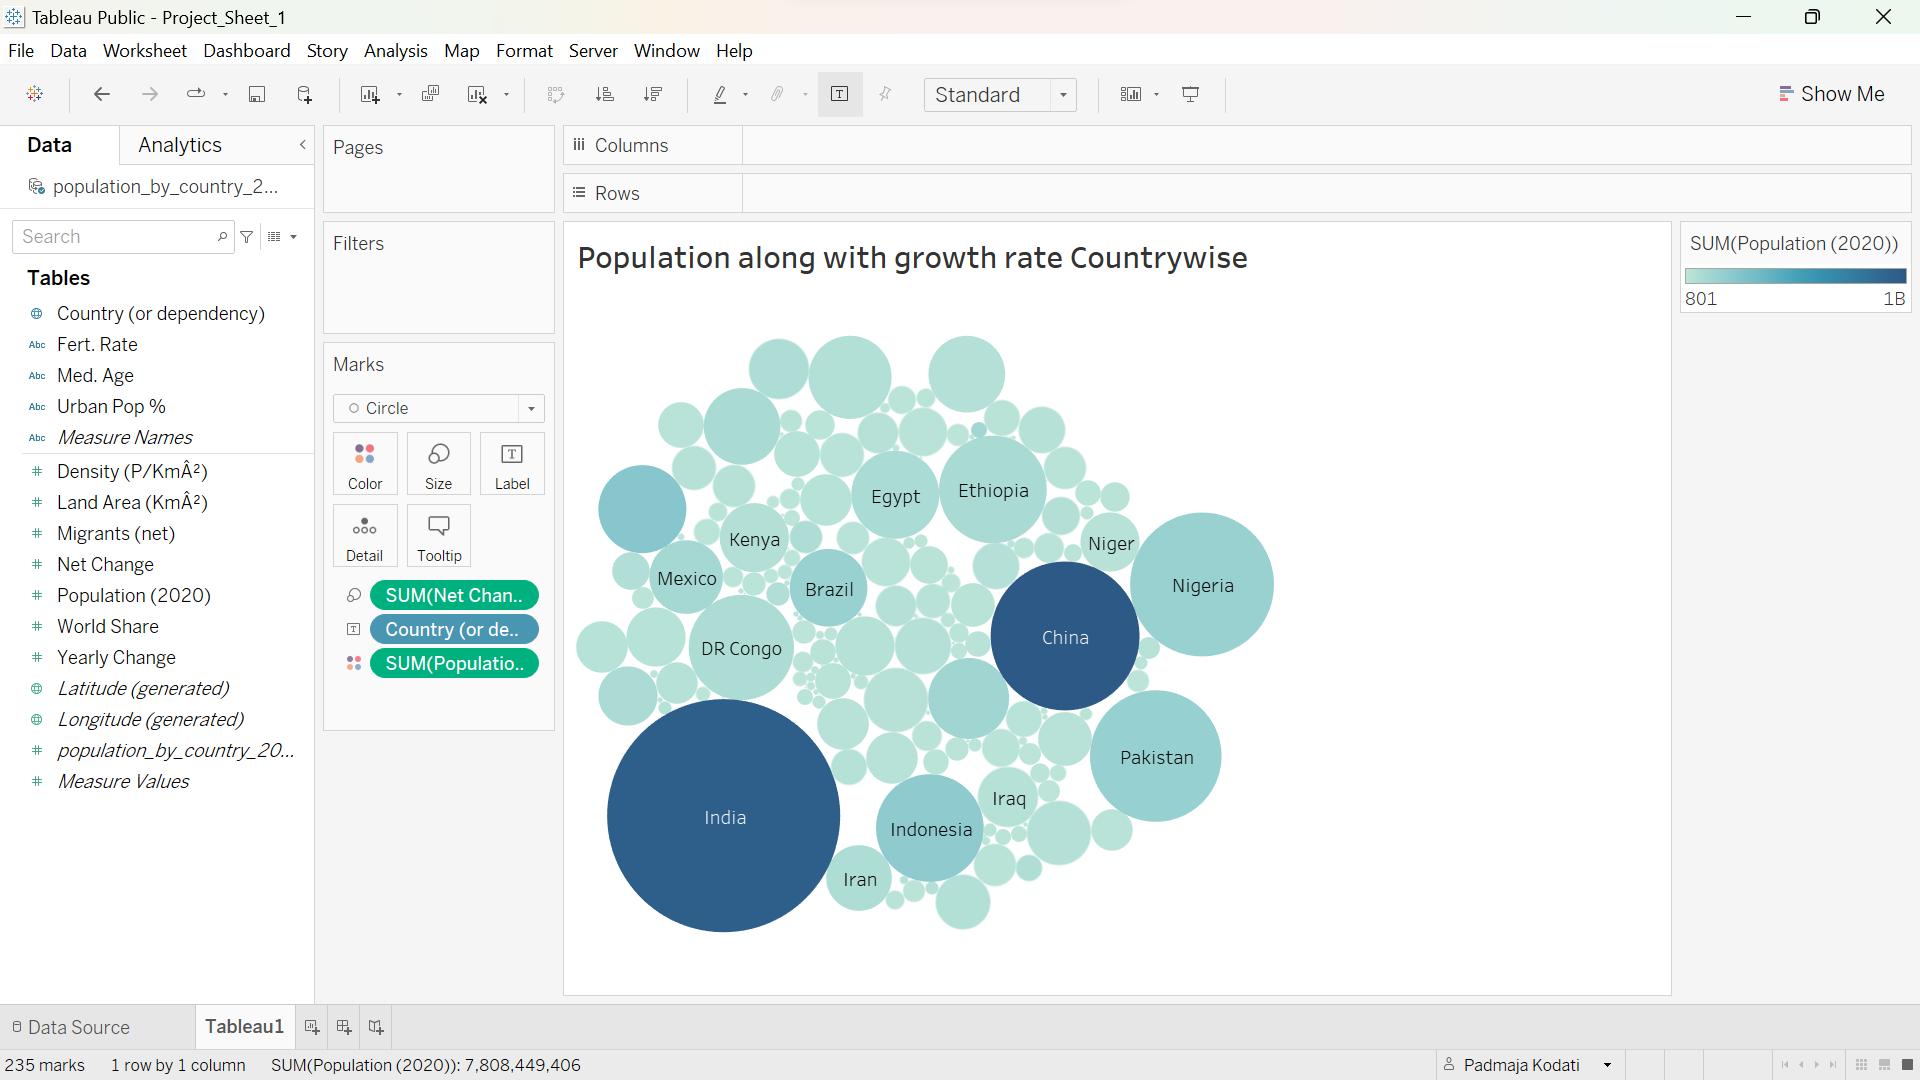 Tableau Public - Project_Sheet_1
File Data Worksheet Dashboard Story Analysis Map Format Server Window Help
Standard
Show Me
Data Analytics
population_by_country_2...
Search
Tables
Country (or dependency)
Abc Fert. Rate
Abc Med. Age
Abc Urban Pop %
Abc Measure Names
Density (P/KmÂ²)
Land Area (KmÂ²)
Migrants (net)
Net Change
Population (2020)
World Share
Yearly Change
Latitude (generated)
Longitude (generated)
population_by_country_20...
Measure Values
Pages
Filters
Marks
Circle
Color Size Label
Detail Tooltip
SUM(Net Chan..
Country (or de..
SUM(Populatio..
Columns
Rows
Population along with growth rate Countrywise
Egypt
Ethiopia
Kenya
Niger
Mexico
Brazil
Nigeria
China
DR Congo
Pakistan
Iraq
India
Indonesia
Iran
SUM(Population (2020))
801 1B
Data Source Tableau1
235 marks 1 row by 1 column SUM(Population (2020)): 7,808,449,406
Padmaja Kodati